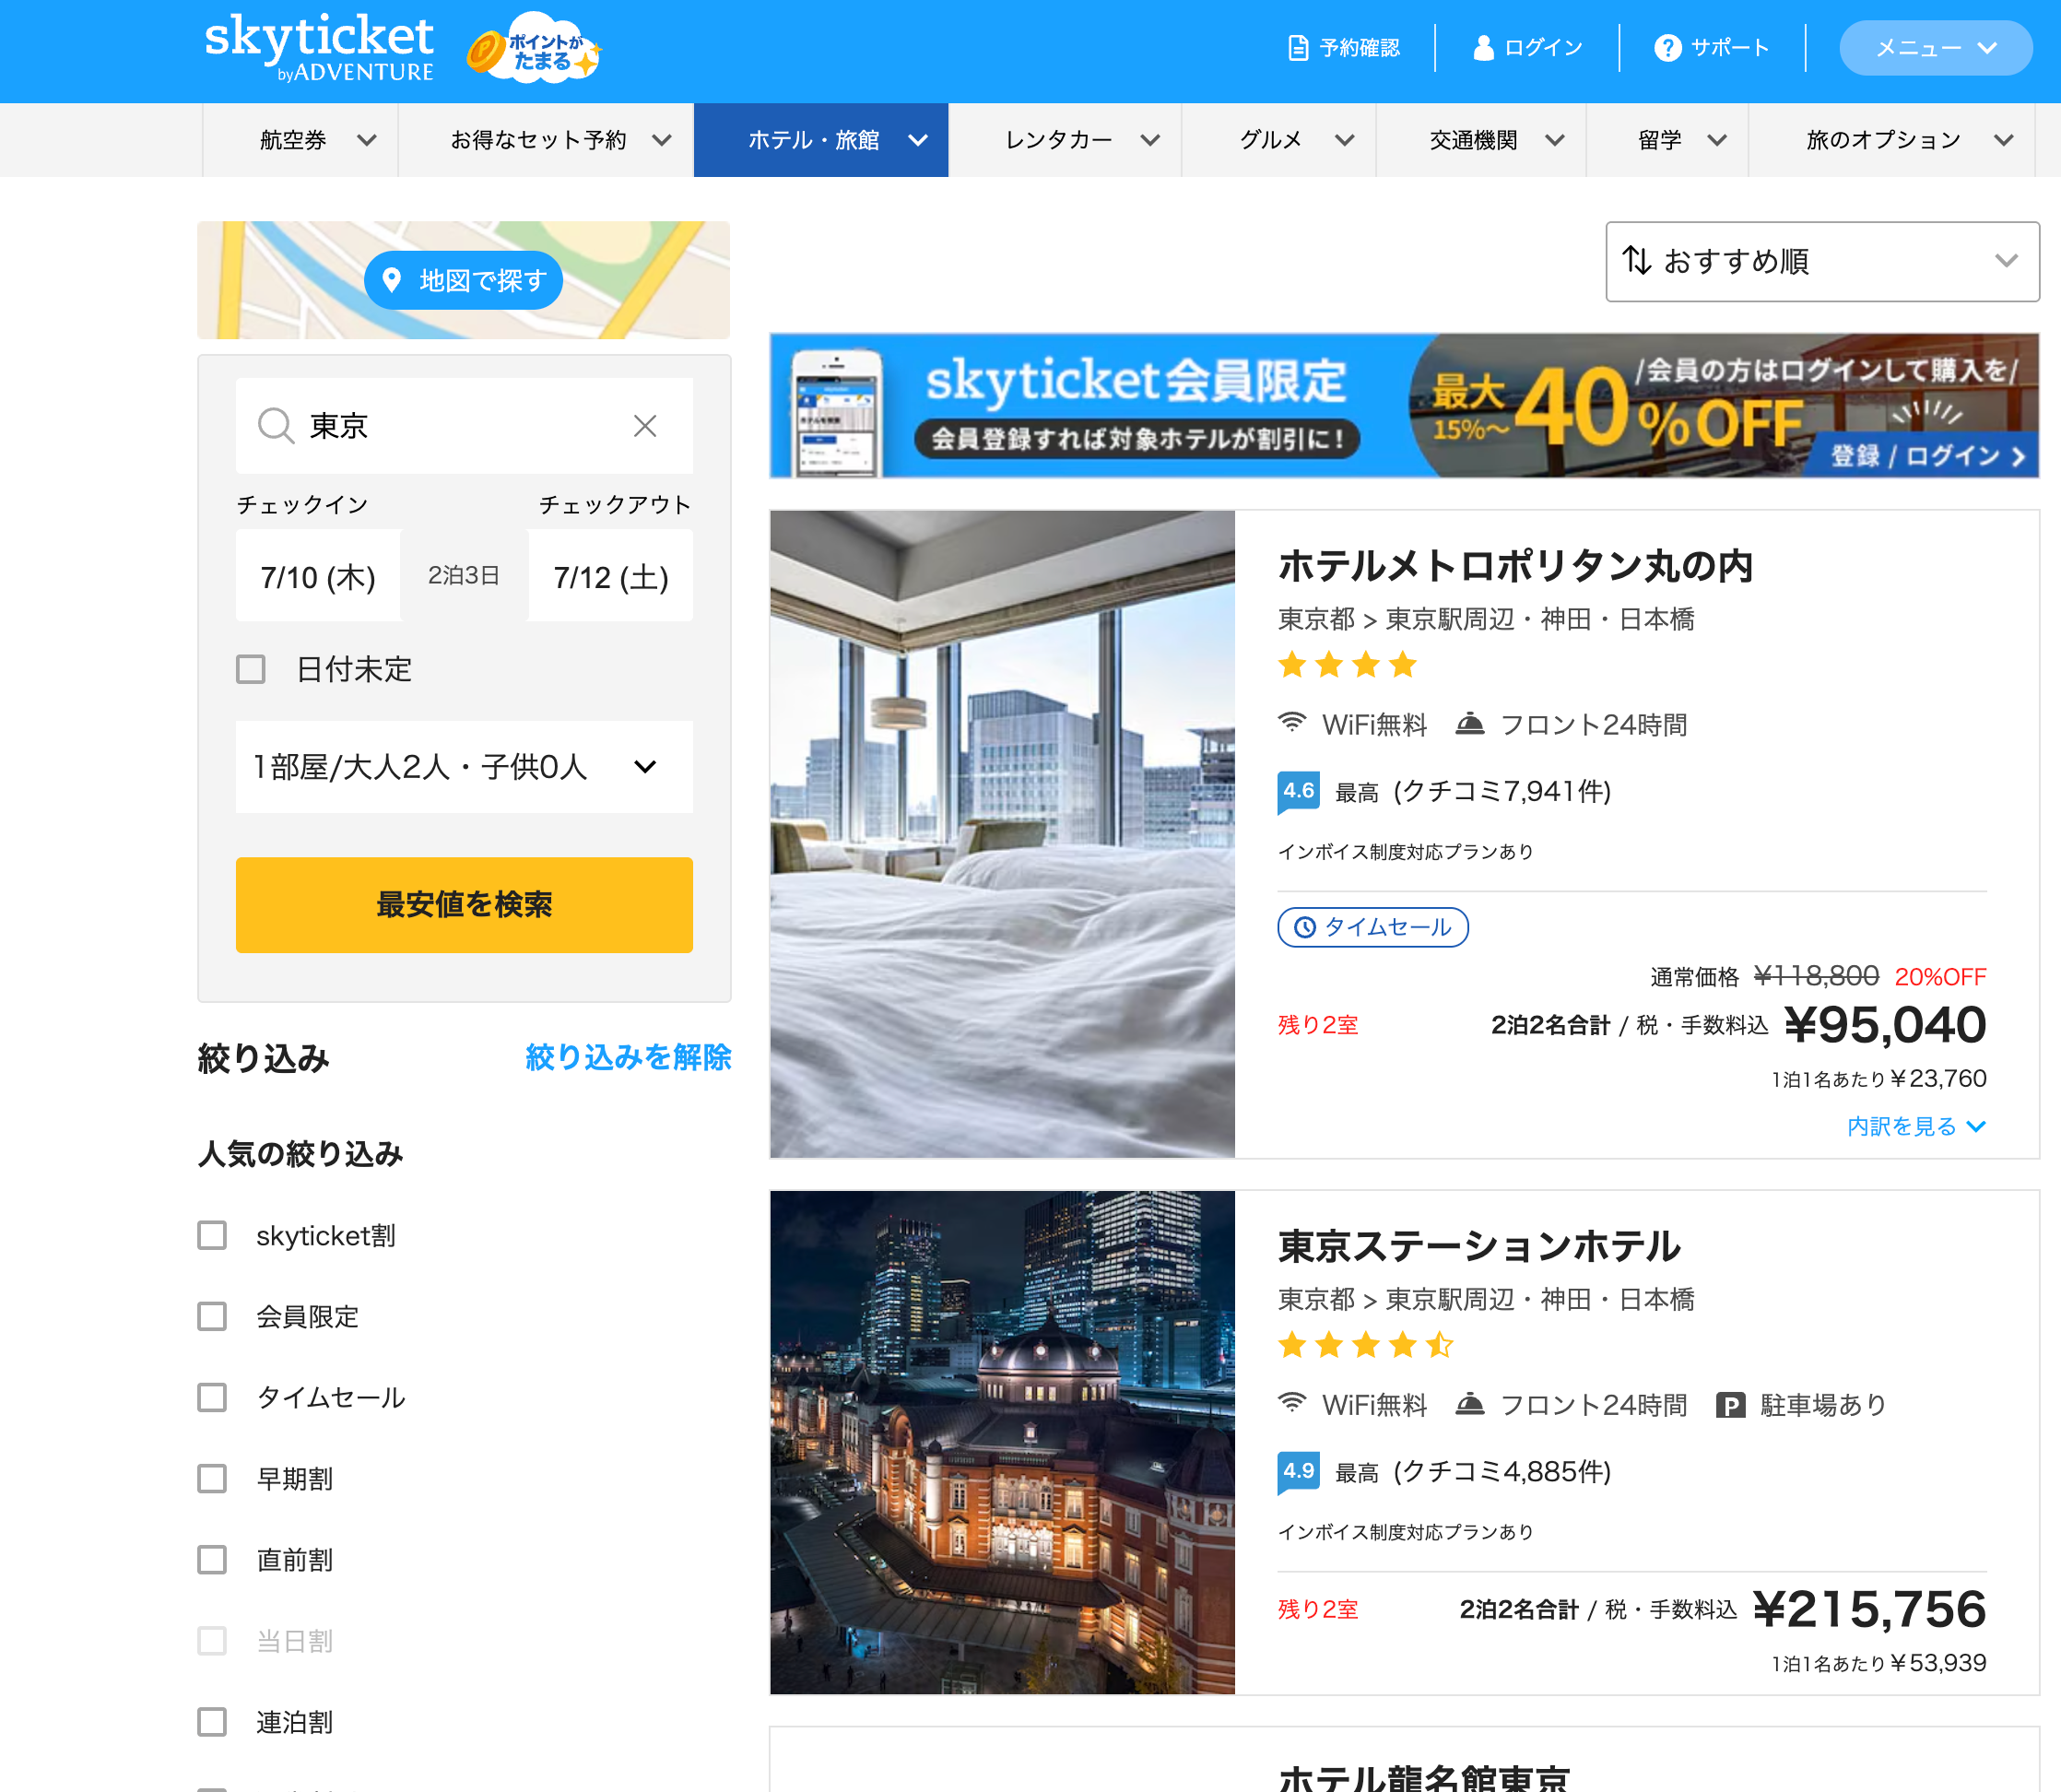 skyticket
byADVENTURE
ポイントが
たまる
予約確認
ログイン
サポート
メニュー
航空券
お得なセット予約
ホテル・旅館
レンタカー
グルメ
交通機関
留学
旅のオプション
地図で探す
おすすめ順
skyticket会員限定
会員登録すれば対象ホテルが割引に!
/会員の方はログインして購入を/
最大
15%~40%OFF
登録 / ログイン
東京
チェックイン
チェックアウト
7/10 (木)
2泊3日
7/12 (土)
日付未定
1部屋/大人2人・子供0人
最安値を検索
絞り込み
絞り込みを解除
人気の絞り込み
skyticket割
会員限定
タイムセール
早期割
直前割
当日割
連泊割
ホテルメトロポリタン丸の内
東京都 > 東京駅周辺・神田・日本橋
WiFi無料
フロント24時間
4.6 最高 (クチコミ7,941件)
インボイス制度対応プランあり
タイムセール
通常価格 ¥118,800 20%OFF
残り2室
2泊2名合計 / 税・手数料込 ¥95,040
1泊1名あたり¥23,760
内訳を見る
東京ステーションホテル
東京都 > 東京駅周辺・神田・日本橋
WiFi無料
フロント24時間
P 駐車場あり
4.9 最高 (クチコミ4,885件)
インボイス制度対応プランあり
残り2室
2泊2名合計 / 税・手数料込 ¥215,756
1泊1名あたり¥53,939
ホテル龍名館東京